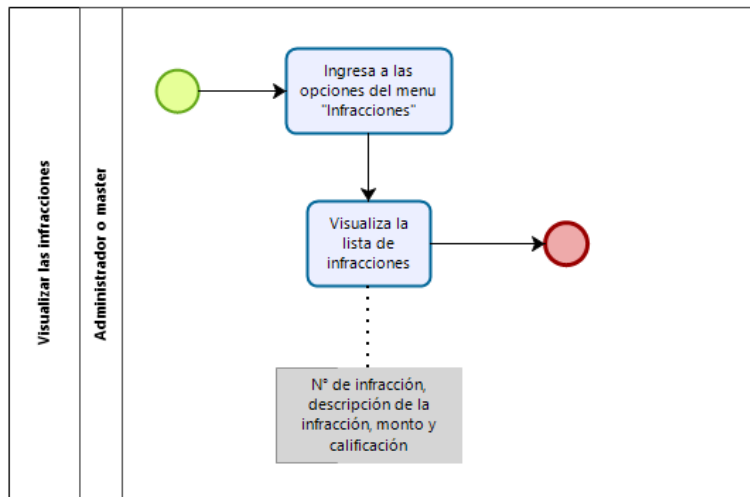 Visualizar las infracciones
Administrador o master
Ingresa a las
opciones del menu
"Infracciones"
Visualiza la
lista de
infracciones
N° de infracción,
descripción de la
infracción, monto y
calificación